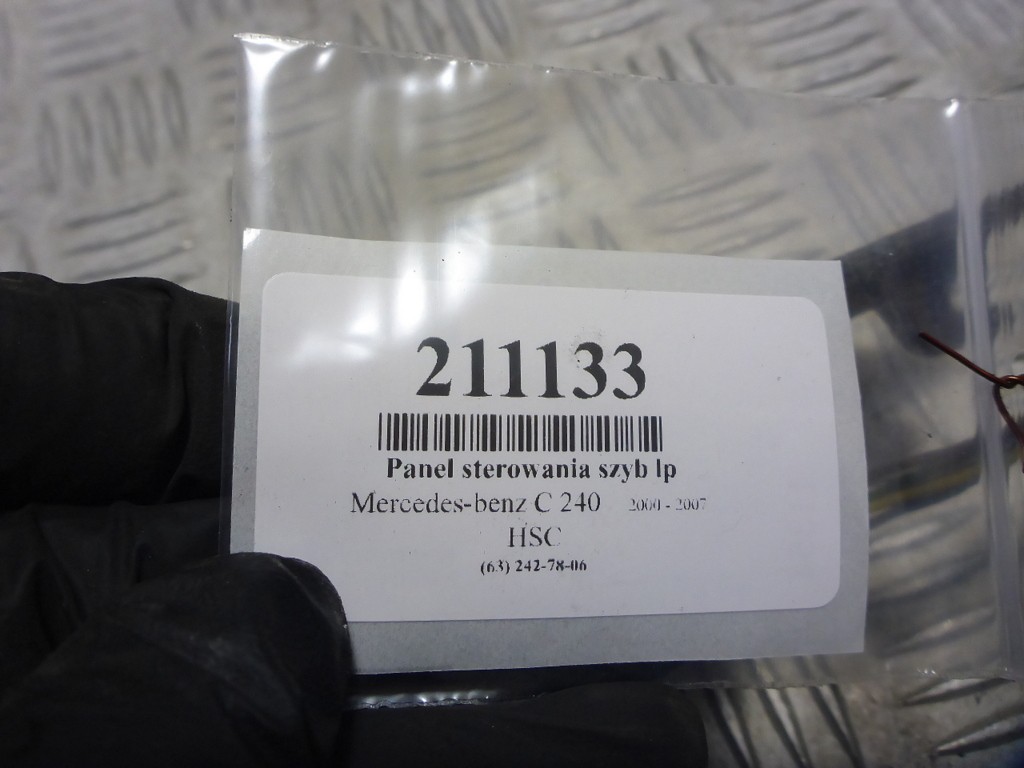 211133
Panel sterowania szyb lp
Mercedes-benz C 240 2000 - 2007
HSC
(63) 242-78-06